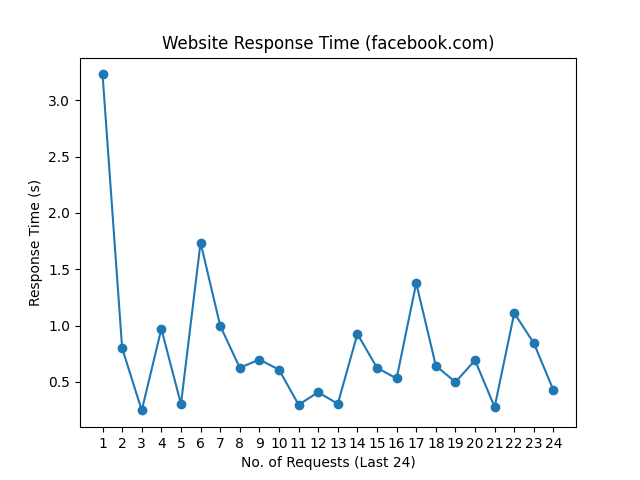 Website Response Time (facebook.com)
3.0
2.5
2.0
1.5
1.0
0.5
Response Time (s)
1 2 3 4 5 6 7 8 9 10 11 12 13 14 15 16 17 18 19 20 21 22 23 24
No. of Requests (Last 24)